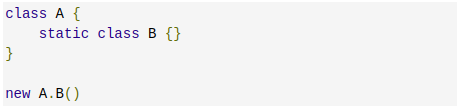 class A {
    static class B {}
}

new A.B()